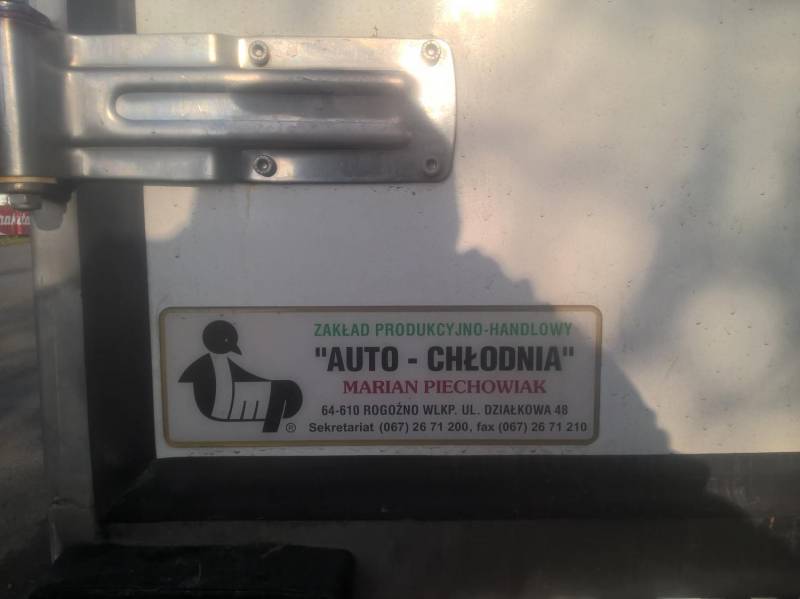 ZAKŁAD PRODUKCYJNO-HANDLOWY
"AUTO - CHŁODNIA"
MARIAN PIECHOWIAK
64-610 ROGOŹNO WLKP. UL. DZIAŁKOWA 48
Sekretariat (067) 26 71 200, fax (067) 26 71 210
mp
®